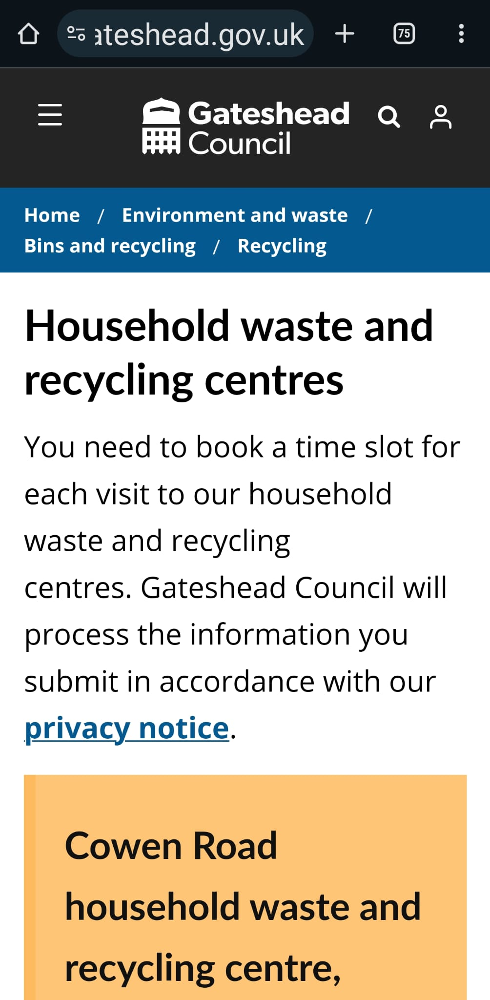 ateshead.gov.uk
75
Gateshead
Council
Home / Environment and waste /
Bins and recycling / Recycling
Household waste and
recycling centres
You need to book a time slot for
each visit to our household
waste and recycling
centres. Gateshead Council will
process the information you
submit in accordance with our
privacy notice.
Cowen Road
household waste and
recycling centre,